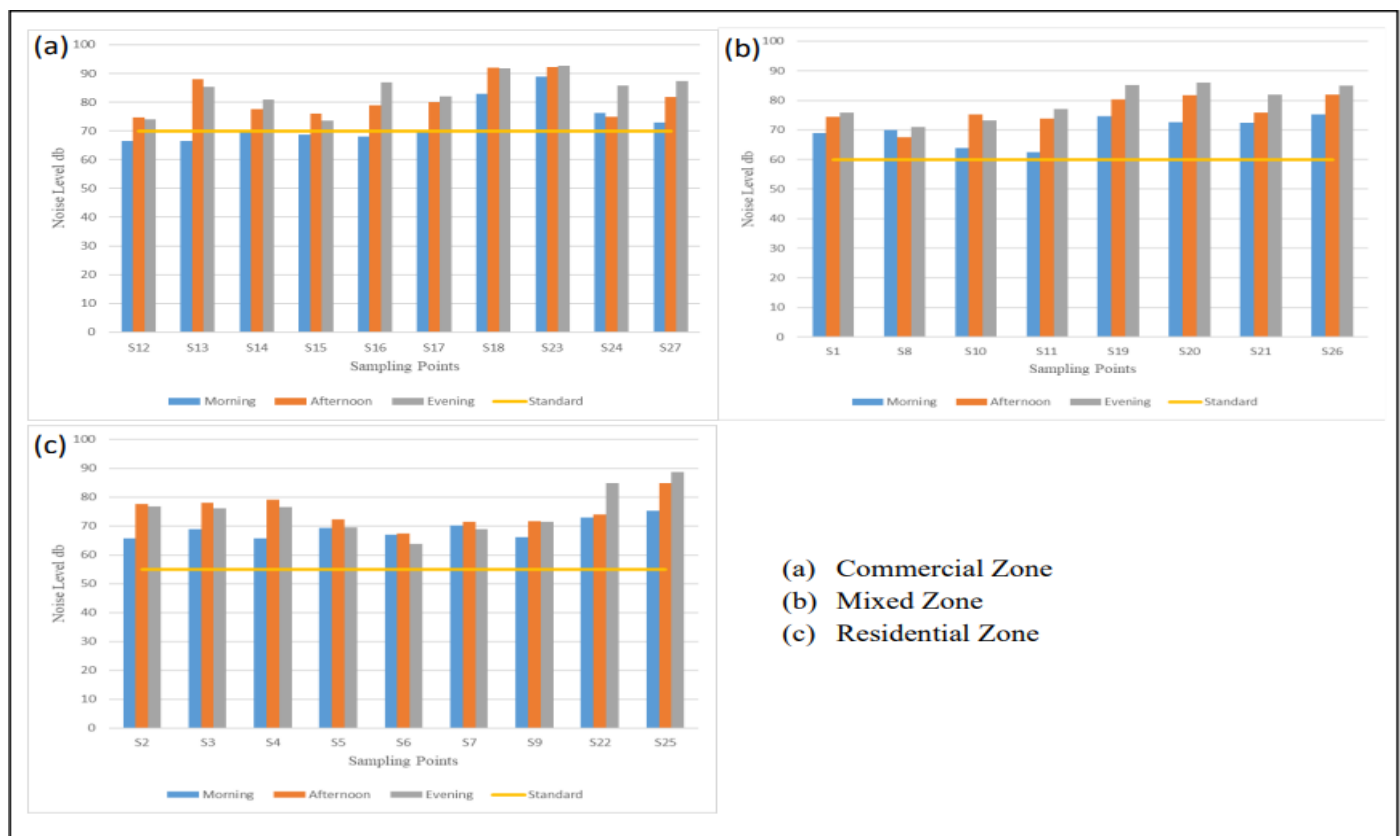 (a)
100
90
80
70
60
50
40
30
20
10
0
Noise Level db
S12 S13 S14 S15 S16 S17 S18 S23 S24 S27
Sampling Points
Morning Afternoon Evening Standard
(b)
100
90
80
70
60
50
40
30
20
10
0
Noise Level db
S1 S8 S10 S11 S19 S20 S21 S26
Sampling Points
Morning Afternoon Evening Standard
(c)
100
90
80
70
60
50
40
30
20
10
0
Noise Level db
S2 S3 S4 S5 S6 S7 S9 S22 S25
Sampling Points
Morning Afternoon Evening Standard
(a) Commercial Zone
(b) Mixed Zone
(c) Residential Zone